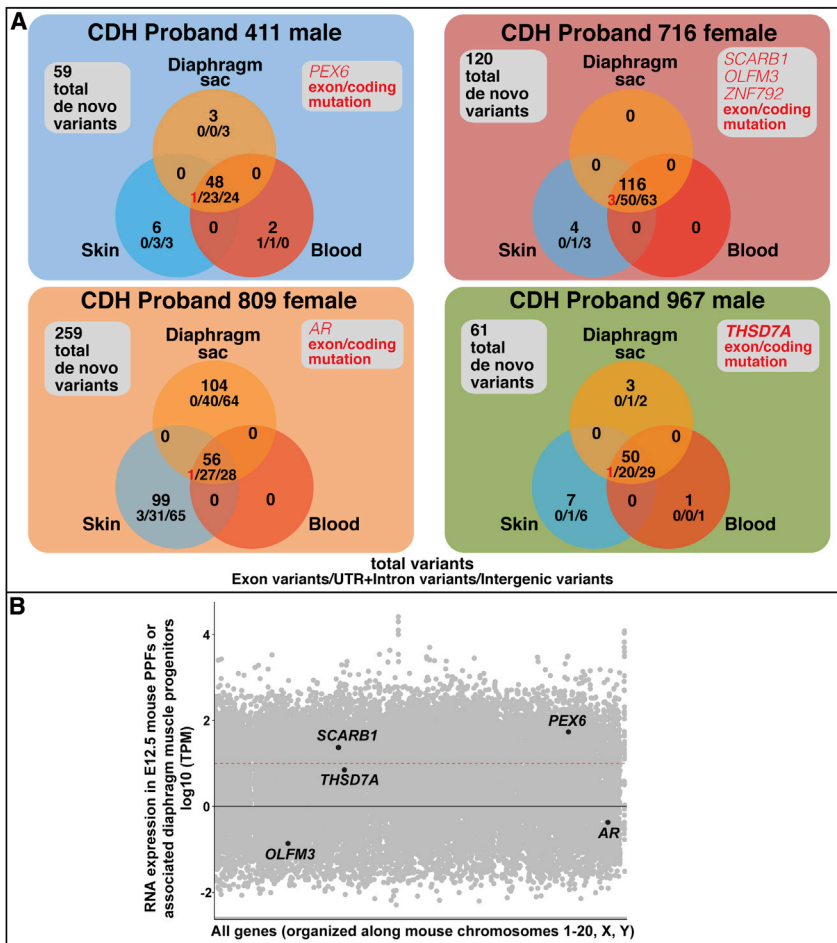 A
CDH Proband 411 male
59
total
de novo
variants
Diaphragm
sac
PEX6
exon/coding
mutation
3
0/0/3
0
0
48
1/23/24
6
0/3/3
0
2
1/1/0
Skin
Blood
CDH Proband 716 female
120
total
de novo
variants
Diaphragm
sac
SCARB1
OLFM3
ZNF792
exon/coding
mutation
0
0
0
116
3/50/63
4
0/1/3
0
0
Skin
Blood
CDH Proband 809 female
259
total
de novo
variants
Diaphragm
sac
AR
exon/coding
mutation
104
0/40/64
0
0
56
1/27/28
99
3/31/65
0
0
Skin
Blood
CDH Proband 967 male
61
total
de novo
variants
Diaphragm
sac
THSD7A
exon/coding
mutation
3
0/1/2
0
0
50
1/20/29
7
0/1/6
0
1
0/0/1
Skin
Blood
total variants
Exon variants/UTR+Intron variants/Intergenic variants
B
RNA expression in E12.5 mouse PPFs or
associated diaphragm muscle progenitors
log10 (TPM)
4
2
0
-2
SCARB1
PEX6
THSD7A
OLFM3
AR
All genes (organized along mouse chromosomes 1-20, X, Y)